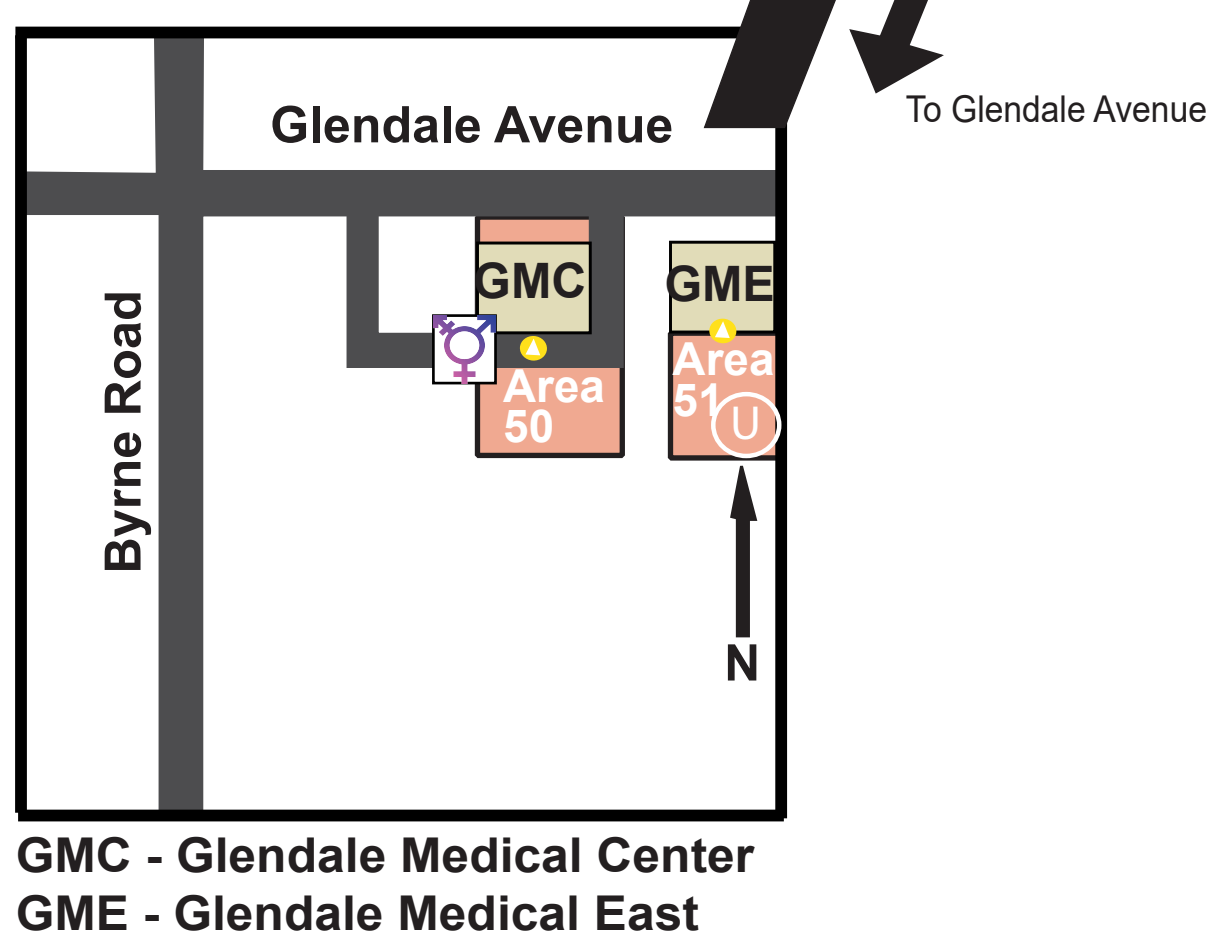 To Glendale Avenue
Glendale Avenue
Byrne Road
GMC
GME
Area
50
Area
51
U
N
GMC - Glendale Medical Center
GME - Glendale Medical East